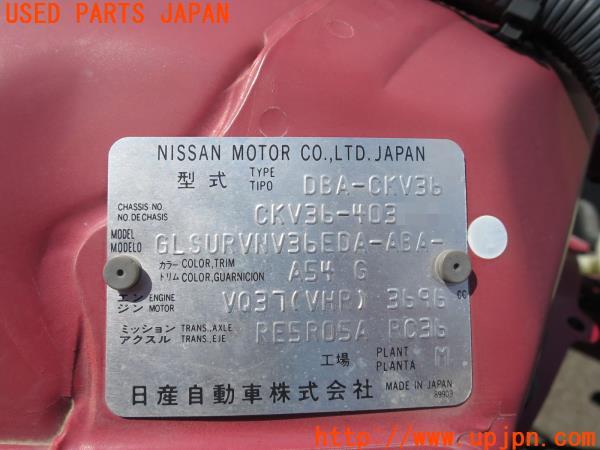 USED PARTS JAPAN
NISSAN MOTOR CO.,LTD.JAPAN
型式 TYPE TIPO DBA-CKV36
CHASSIS NO. NO.DE CHASIS CKV36-403
MODEL MODELO GLSURVNV36EDA-ABA-
カラー トリム COLOR,TRIM COLOR,GUARNICION A54 G
エンジン ENGINE MOTOR VQ37(VHR) 3696 cc
ミッション アクスル TRANS.,AXLE TRANS.,EJE RE5R05A RC36
工場 PLANT PLANTA M
日産自動車株式会社 MADE IN JAPAN
89903
http://www.upjpn.com